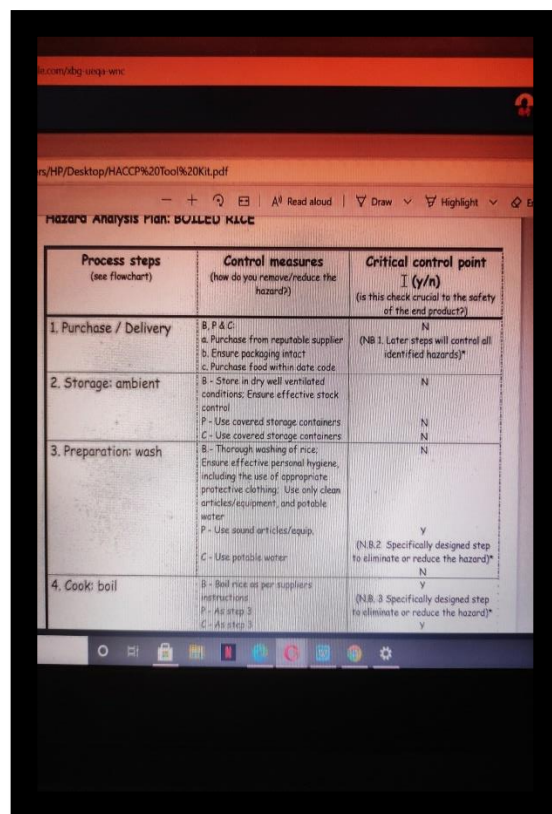 le.com/xbg-ueqa-wnc
rs/HP/Desktop/HACCP%20Tool%20Kit.pdf
Read aloud
Draw
Highlight
Hazard Analysis Plan: BOILED RICE
Process steps
(see flowchart)
Control measures
(how do you remove/reduce the
hazard?)
Critical control point
(y/n)
(is this check crucial to the safety
of the end product?)
1. Purchase / Delivery
B, P & C:
a. Purchase from reputable supplier
b. Ensure packaging intact
c. Purchase food within date code
N
(NB 1. Later steps will control all
identified hazards)*
2. Storage: ambient
B - Store in dry well ventilated
conditions; Ensure effective stock
control
P - Use covered storage containers
C - Use covered storage containers
N
N
N
3. Preparation: wash
B - Thorough washing of rice;
Ensure effective personal hygiene,
including the use of appropriate
protective clothing; Use only clean
articles/equipment, and potable
water
P - Use sound articles/equip.
C - Use potable water
N
y
(N.B.2 Specifically designed step
to eliminate or reduce the hazard)*
N
4. Cook: boil
B - Boil rice as per suppliers
instructions
P - As step 3
C - As step 3
y
(N.B. 3 Specifically designed step
to eliminate or reduce the hazard)*
y